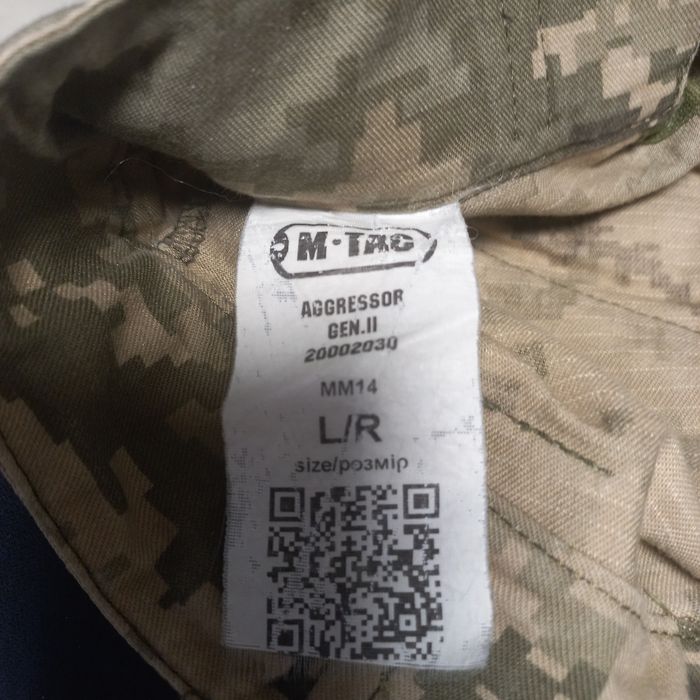 M·TAC
AGGRESSOR
GEN.II
20002030
MM14
L/R
size/розмір